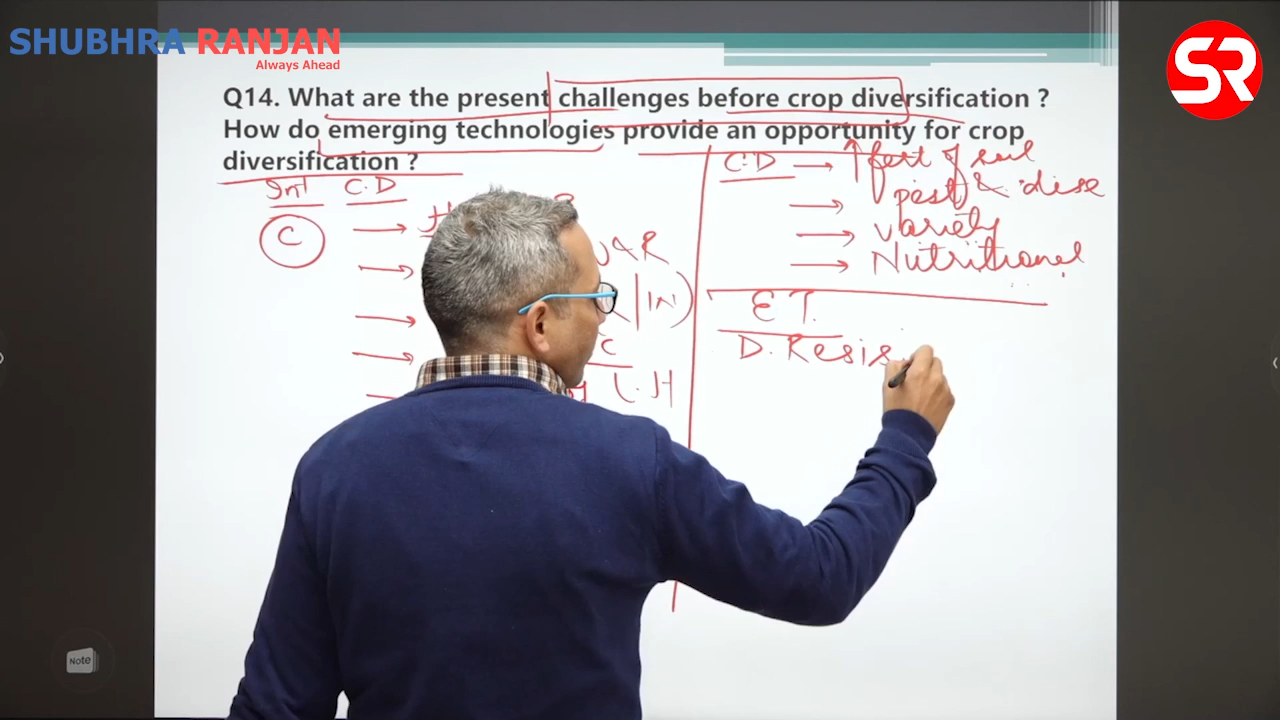 SHUBHRA RANJAN
Always Ahead
SR
Q14. What are the present challenges before crop diversification ?
How do emerging technologies provide an opportunity for crop
diversification ?
Int C.D
C
C.D → ↑ fert of soil
→ pest & dise
→ variety
→ Nutritional
E T.
D. Resis
C
L.H
Note